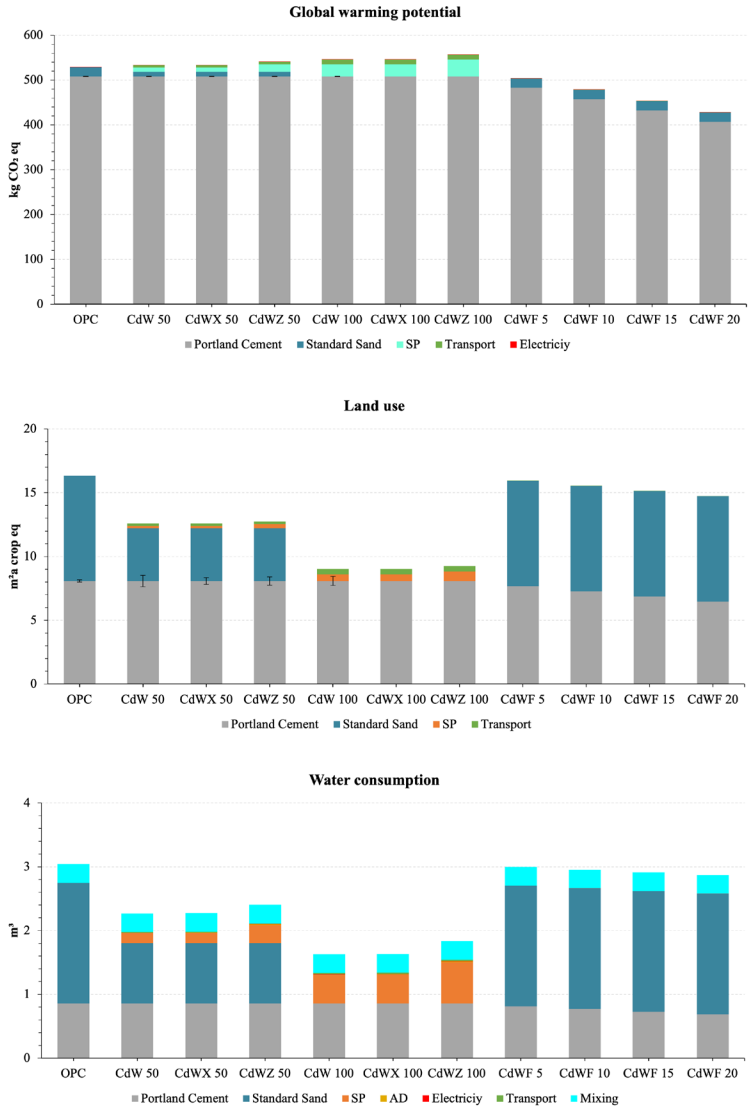 Global warming potential
600
500
400
300
200
100
0
kg CO₂ eq
OPC CdW 50 CdWX 50 CdWZ 50 CdW 100 CdWX 100 CdWZ 100 CdWF 5 CdWF 10 CdWF 15 CdWF 20
Portland Cement Standard Sand SP Transport Electriciy
Land use
20
15
10
5
0
m²a crop eq
OPC CdW 50 CdWX 50 CdWZ 50 CdW 100 CdWX 100 CdWZ 100 CdWF 5 CdWF 10 CdWF 15 CdWF 20
Portland Cement Standard Sand SP Transport
Water consumption
4
3
2
1
0
m³
OPC CdW 50 CdWX 50 CdWZ 50 CdW 100 CdWX 100 CdWZ 100 CdWF 5 CdWF 10 CdWF 15 CdWF 20
Portland Cement Standard Sand SP AD Electriciy Transport Mixing